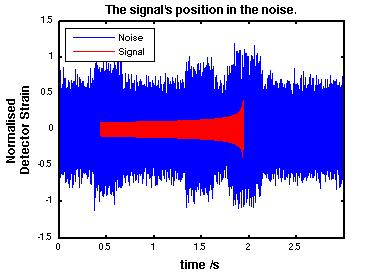 The signal's position in the noise.
1.5
Noise
Signal
1
0.5
Normalised
Detector Strain
0
-0.5
-1
-1.5
0 0.5 1 1.5 2 2.5
time /s